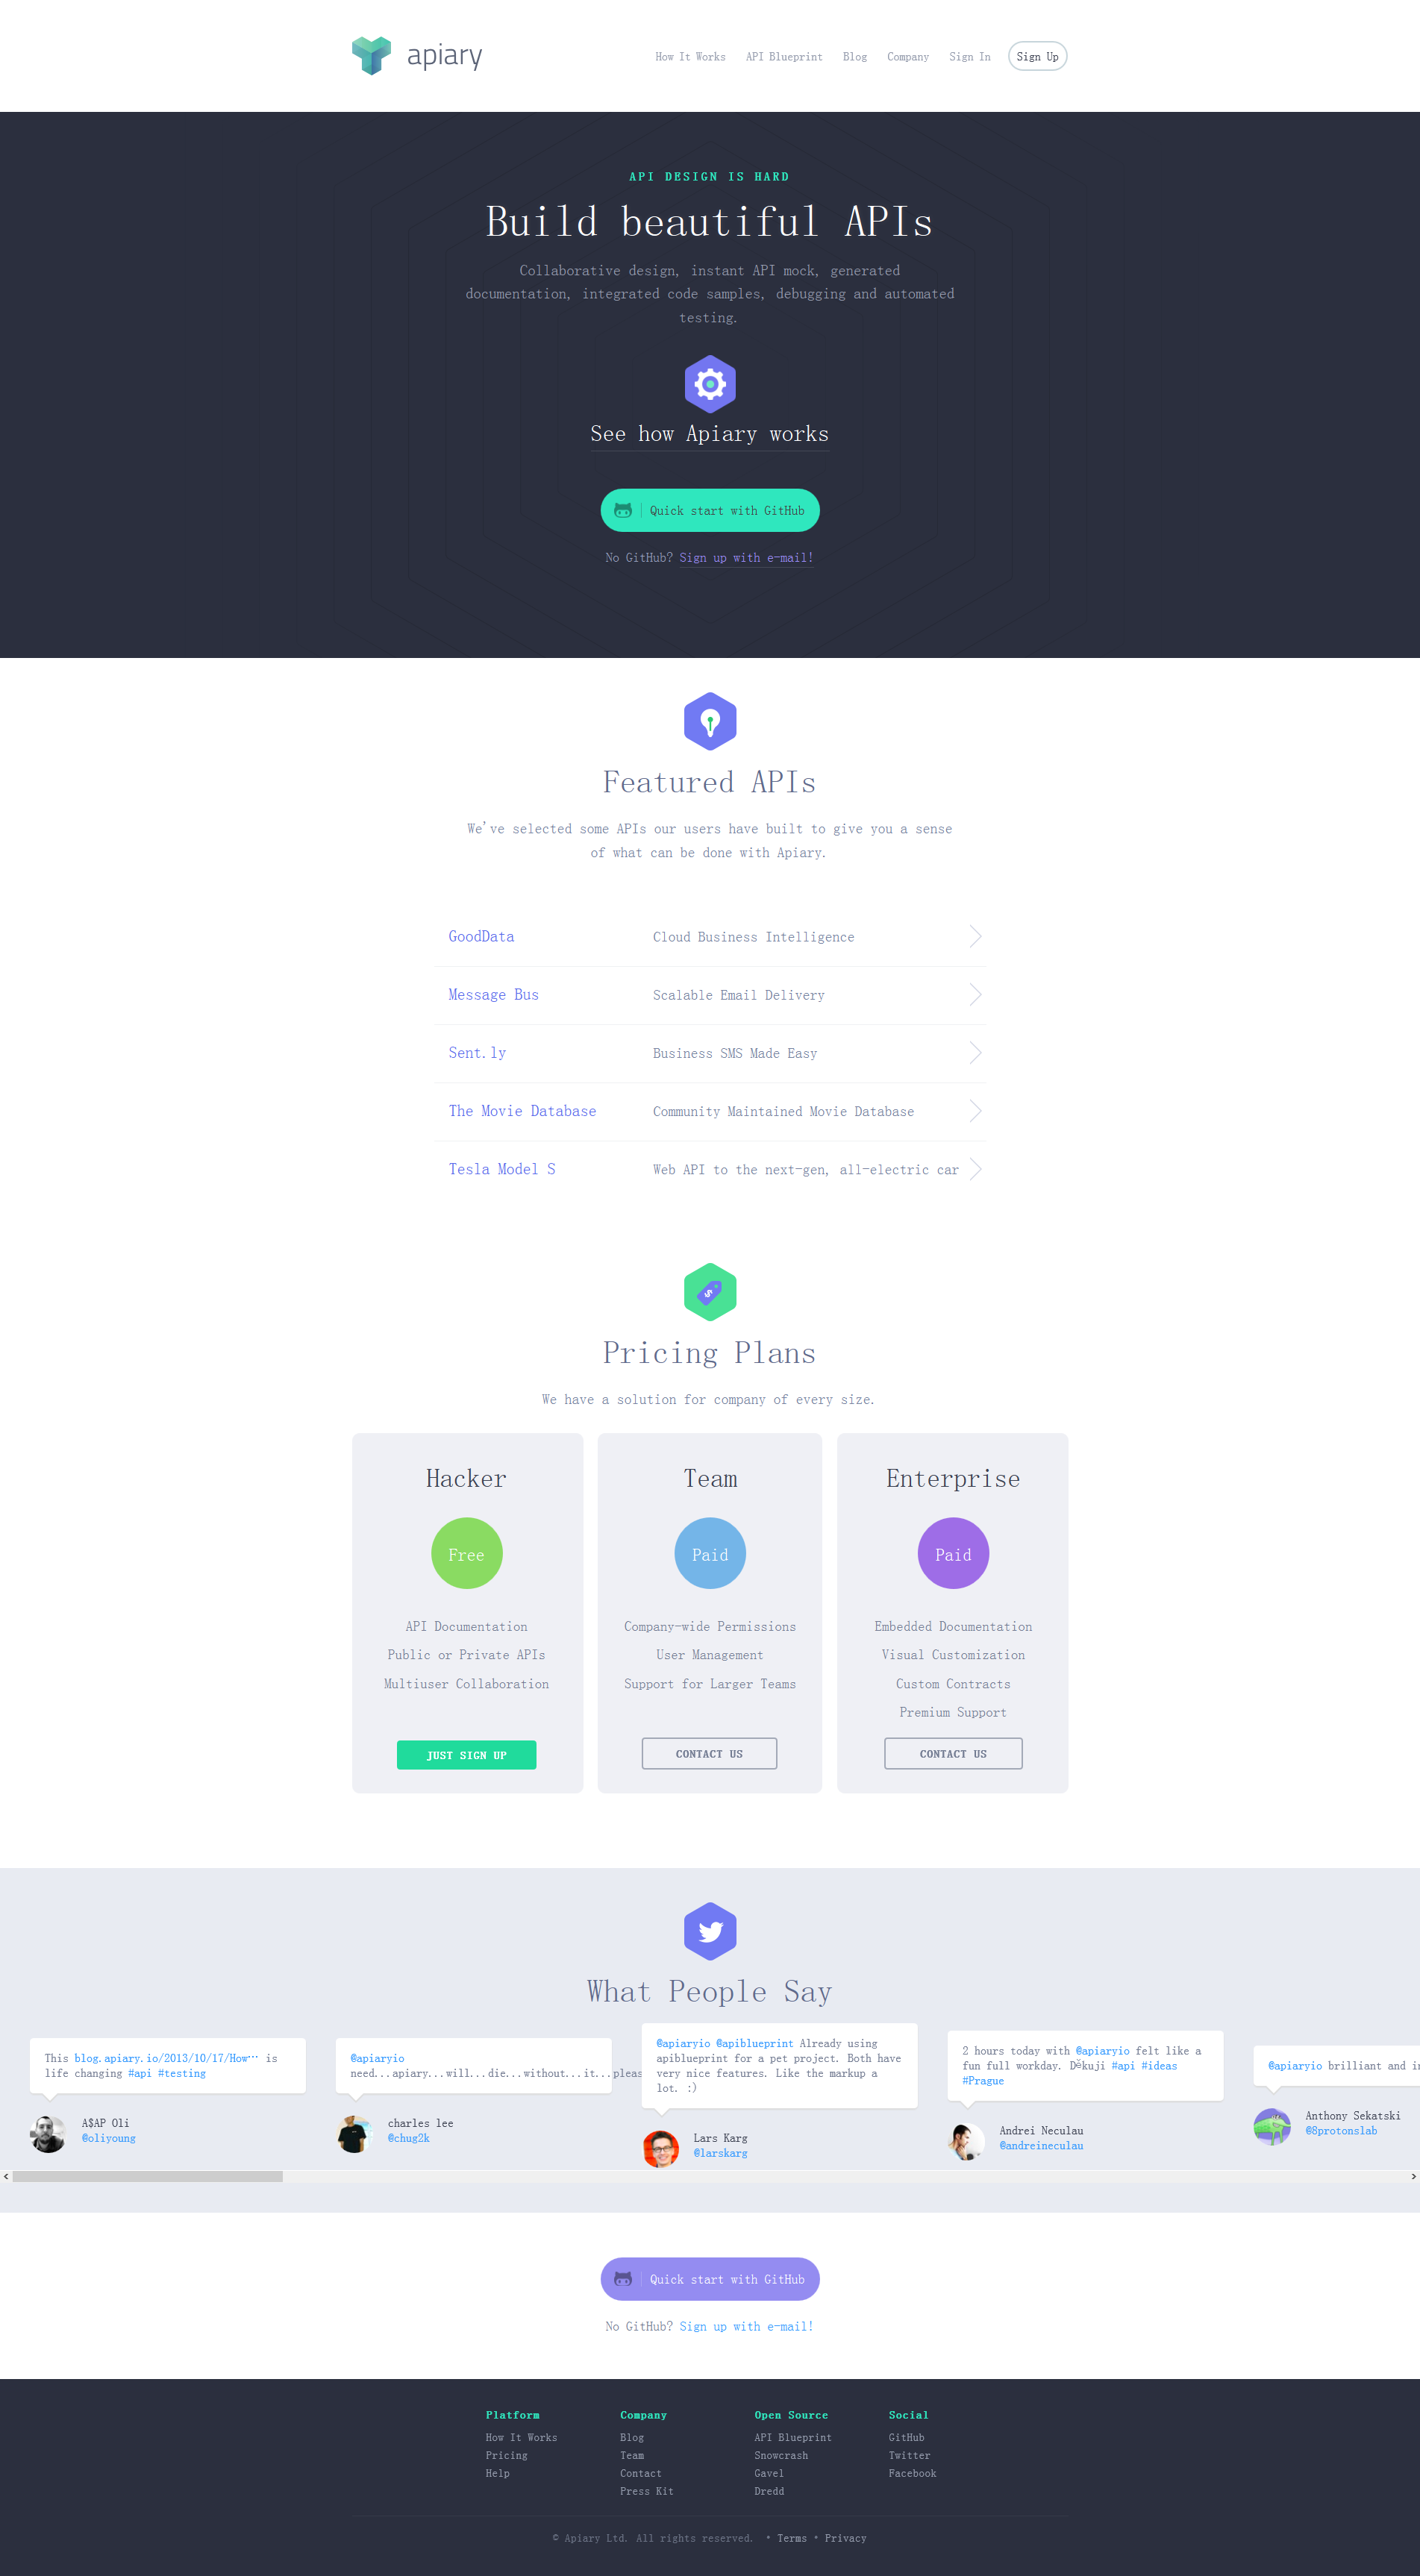 apiary
How It Works
API Blueprint
Blog
Company
Sign In
Sign Up
API DESIGN IS HARD
Build beautiful APIs
Collaborative design, instant API mock, generated
documentation, integrated code samples, debugging and automated
testing.
See how Apiary works
Quick start with GitHub
No GitHub? Sign up with e-mail!
Featured APIs
We've selected some APIs our users have built to give you a sense
of what can be done with Apiary.
GoodData
Cloud Business Intelligence
Message Bus
Scalable Email Delivery
Sent.ly
Business SMS Made Easy
The Movie Database
Community Maintained Movie Database
Tesla Model S
Web API to the next-gen, all-electric car
Pricing Plans
We have a solution for company of every size.
Hacker
Free
API Documentation
Public or Private APIs
Multiuser Collaboration
JUST SIGN UP
Team
Paid
Company-wide Permissions
User Management
Support for Larger Teams
CONTACT US
Enterprise
Paid
Embedded Documentation
Visual Customization
Custom Contracts
Premium Support
CONTACT US
What People Say
This blog.apiary.io/2013/10/17/How… is
life changing #api #testing
A$AP Oli
@oliyoung
@apiaryio
need...apiary...will...die...without...it...pleas
charles lee
@chug2k
@apiaryio @apiblueprint Already using
apiblueprint for a pet project. Both have
very nice features. Like the markup a
lot. :)
Lars Karg
@larskarg
2 hours today with @apiaryio felt like a
fun full workday. Děkuji #api #ideas
#Prague
Andrei Neculau
@andreineculau
@apiaryio brilliant and
Anthony Sekatski
@8protonslab
Quick start with GitHub
No GitHub? Sign up with e-mail!
Platform
How It Works
Pricing
Help
Company
Blog
Team
Contact
Press Kit
Open Source
API Blueprint
Snowcrash
Gavel
Dredd
Social
GitHub
Twitter
Facebook
© Apiary Ltd. All rights reserved. • Terms • Privacy